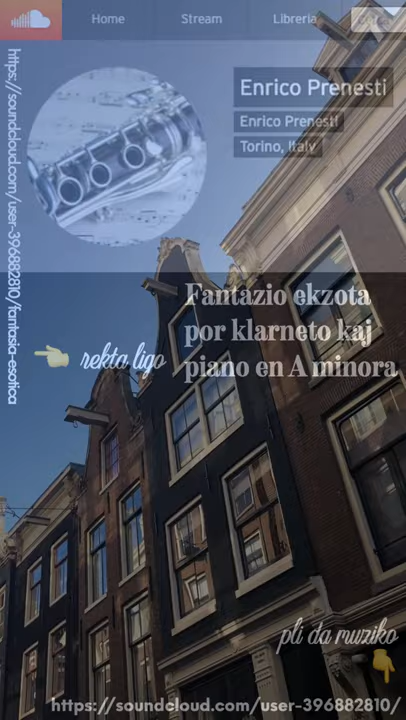 Home
Stream
Libreria
Enrico Prenesti
Enrico Prenesti
Torino, Italy
https://soundcloud.com/user-396882810/fantasia-esotica
Fantazio ekzota
por klarneto kaj
piano en A minora
rekta ligo
pli da muziko
https://soundcloud.com/user-396882810/